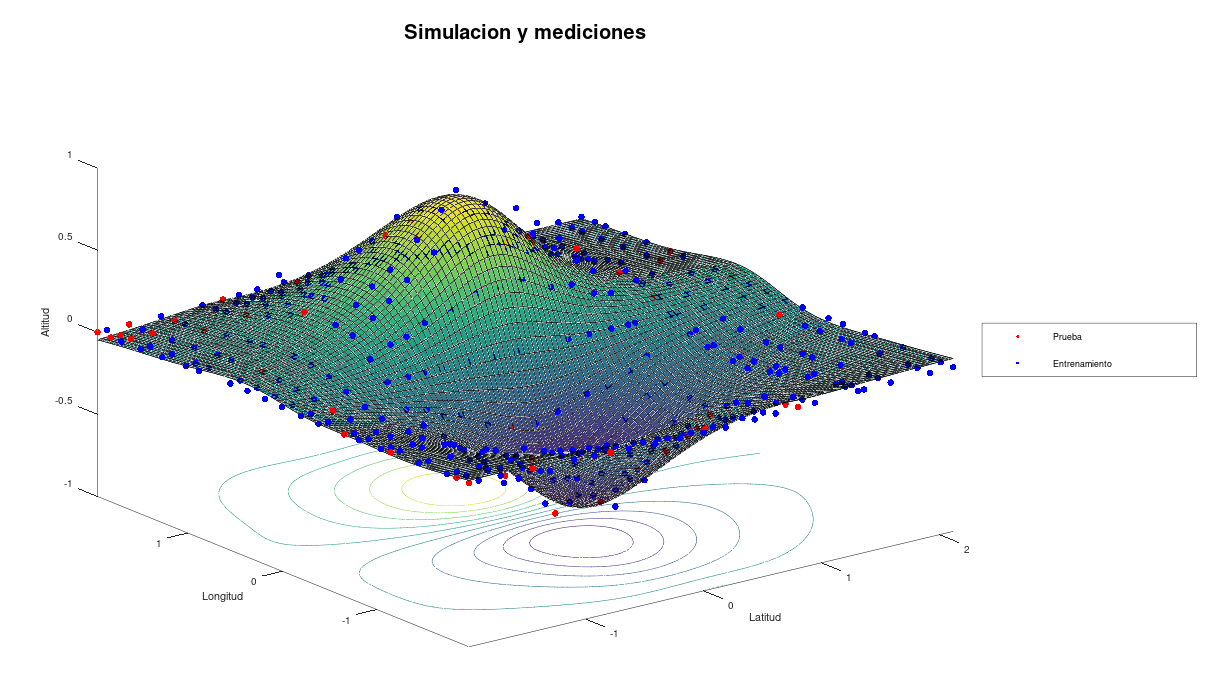 Simulacion y mediciones
1
0.5
0
-0.5
-1
Altitud
1
0
-1
Longitud
-1
0
1
2
Latitud
Prueba
Entrenamiento